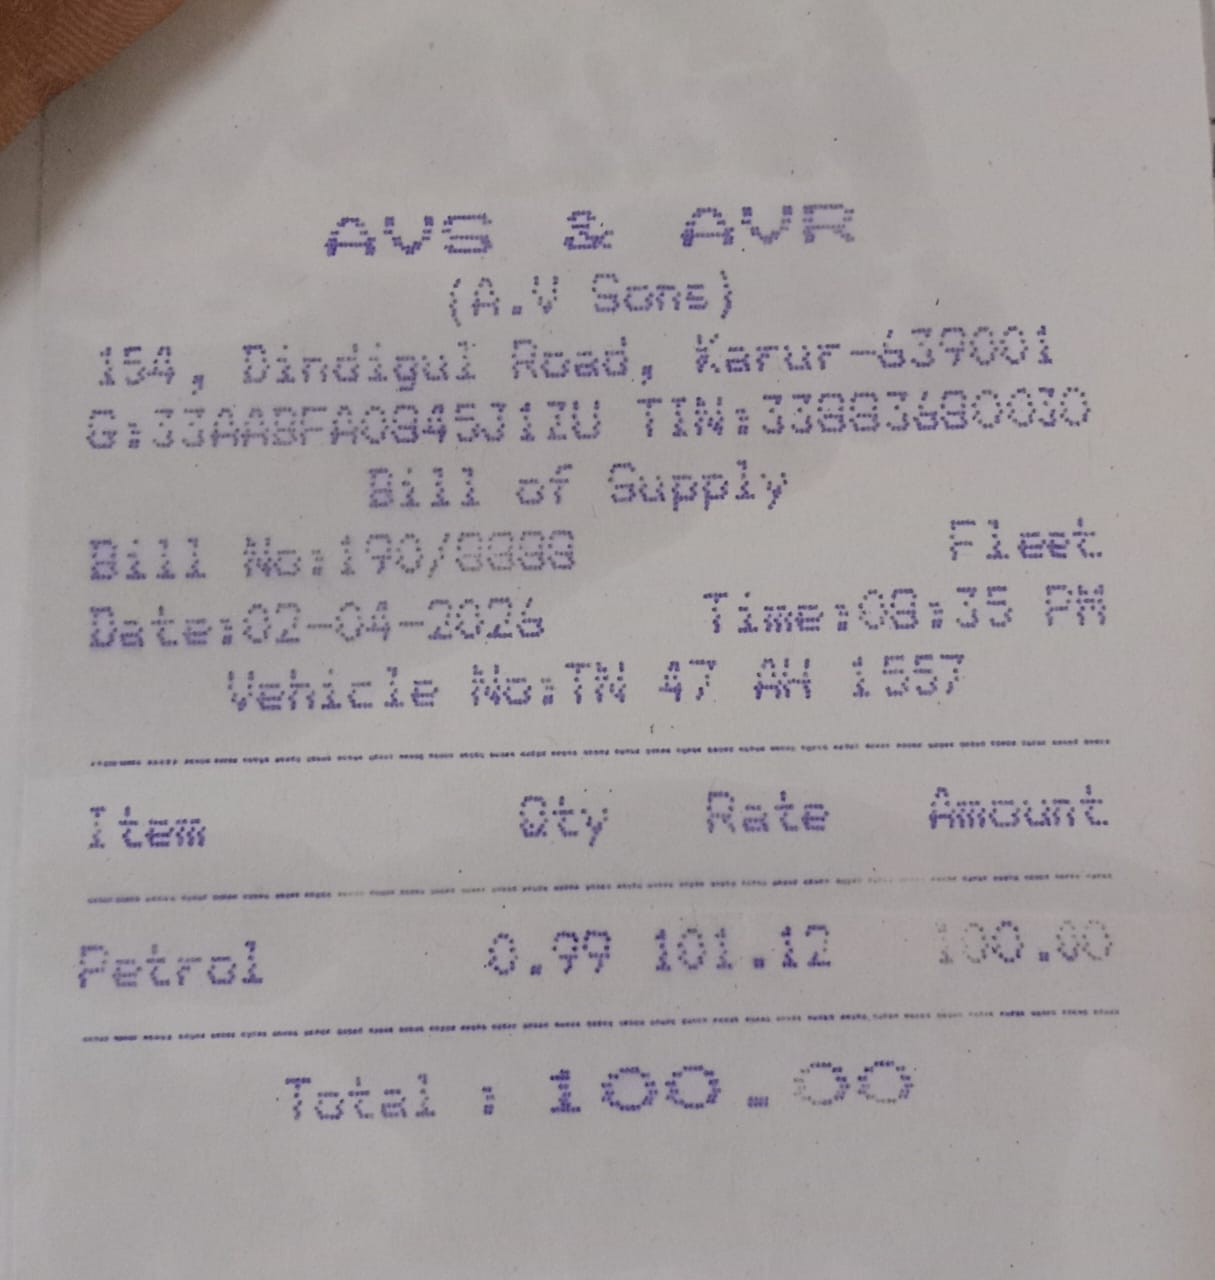 AVS & AVR
(A.V Sons)
154, Dindigul Road, Karur-639001
G:33AABFA0845J1ZU TIN:33883680030
Bill of Supply
Bill No:190/8888 Fleet
Date:02-04-2026 Time:08:35 PM
Vehicle No:TN 47 AH 1557
Item Qty Rate Amount
Petrol 0.99 101.12 100.00
Total : 100.00